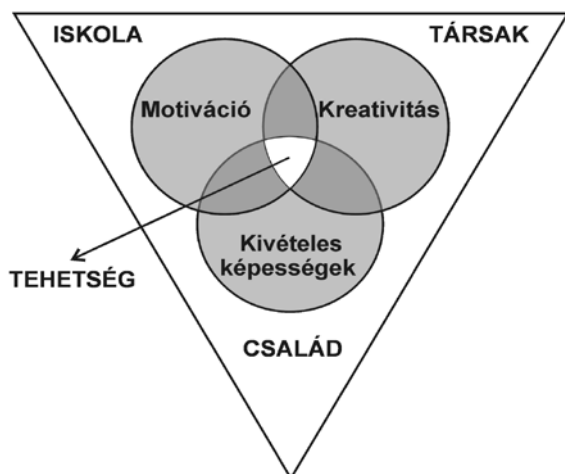 ISKOLA
TÁRSAK
Motiváció
Kreativitás
Kivételes
képességek
TEHETSÉG
CSALÁD